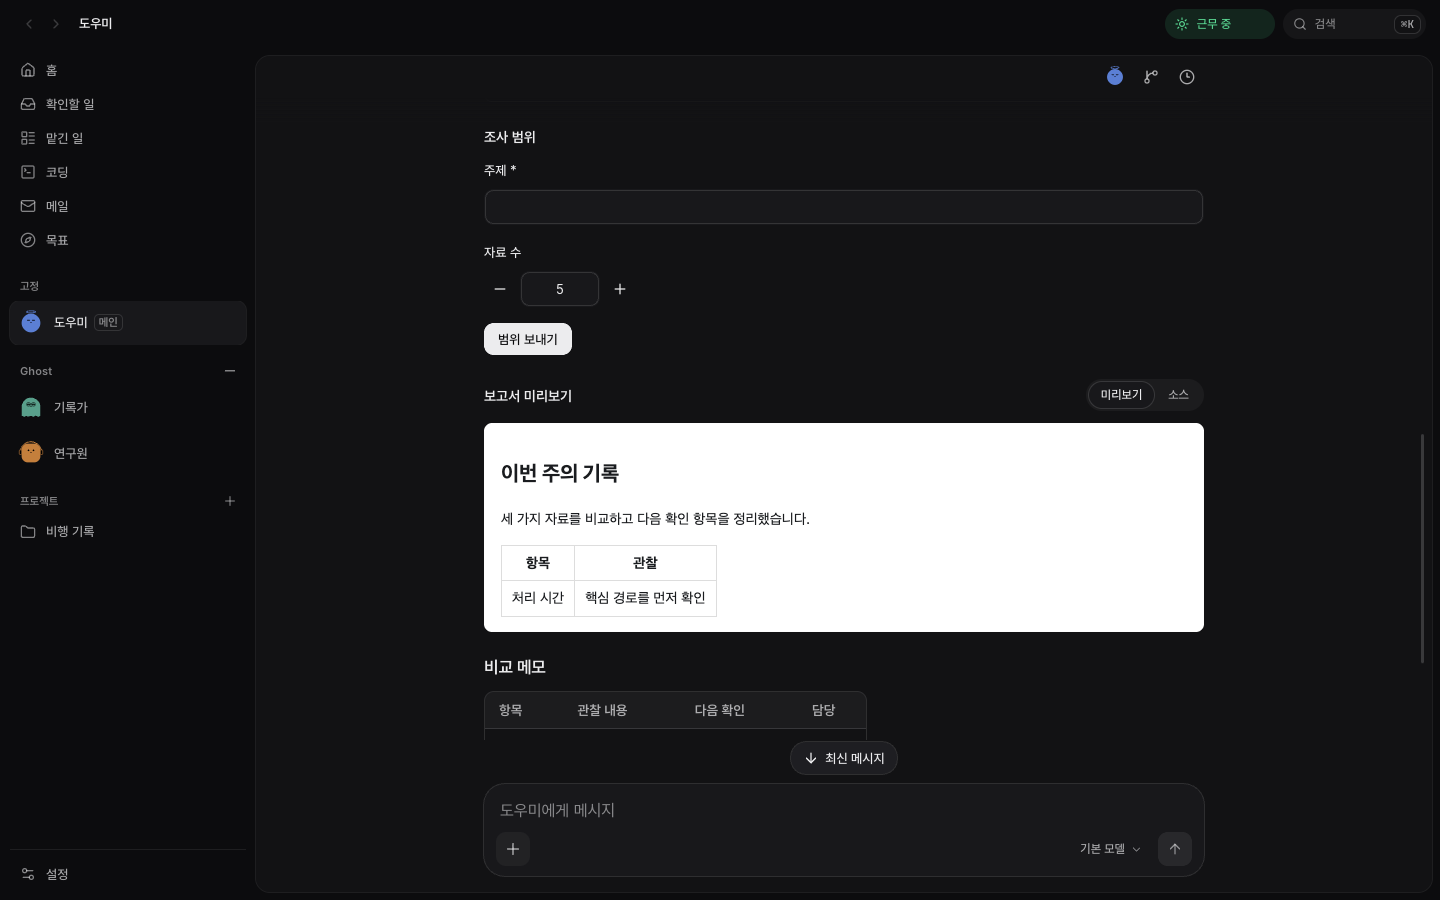 도우미
근무 중
검색
⌘K
홈
확인할 일
맡긴 일
코딩
메일
목표
고정
도우미 메인
Ghost
기록가
연구원
프로젝트
비행 기록
설정
조사 범위
주제 *
자료 수
5
범위 보내기
보고서 미리보기
미리보기 소스
이번 주의 기록
세 가지 자료를 비교하고 다음 확인 항목을 정리했습니다.
항목 관찰
처리 시간 핵심 경로를 먼저 확인
비교 메모
항목 관찰 내용 다음 확인 담당
최신 메시지
도우미에게 메시지
기본 모델